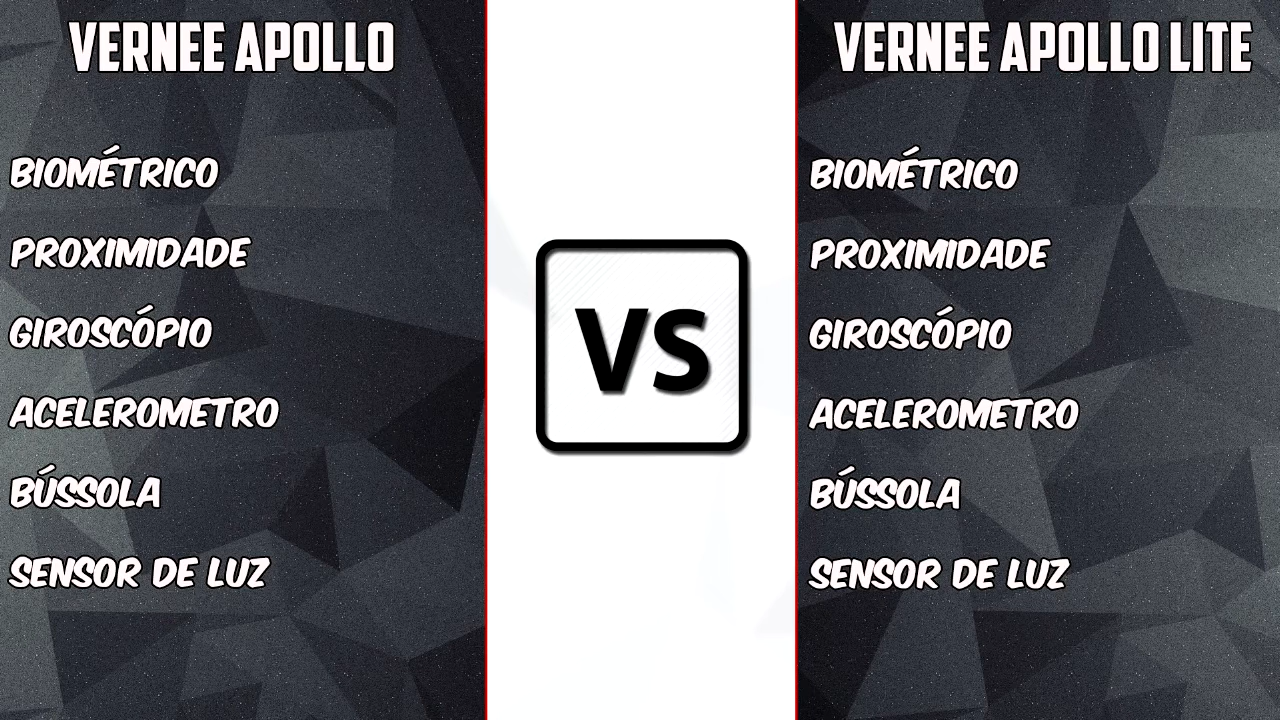 VERNEE APOLLO
BIOMÉTRICO
PROXIMIDADE
GIROSCÓPIO
ACELEROMETRO
BÚSSOLA
SENSOR DE LUZ
VS
VERNEE APOLLO LITE
BIOMÉTRICO
PROXIMIDADE
GIROSCÓPIO
ACELEROMETRO
BÚSSOLA
SENSOR DE LUZ